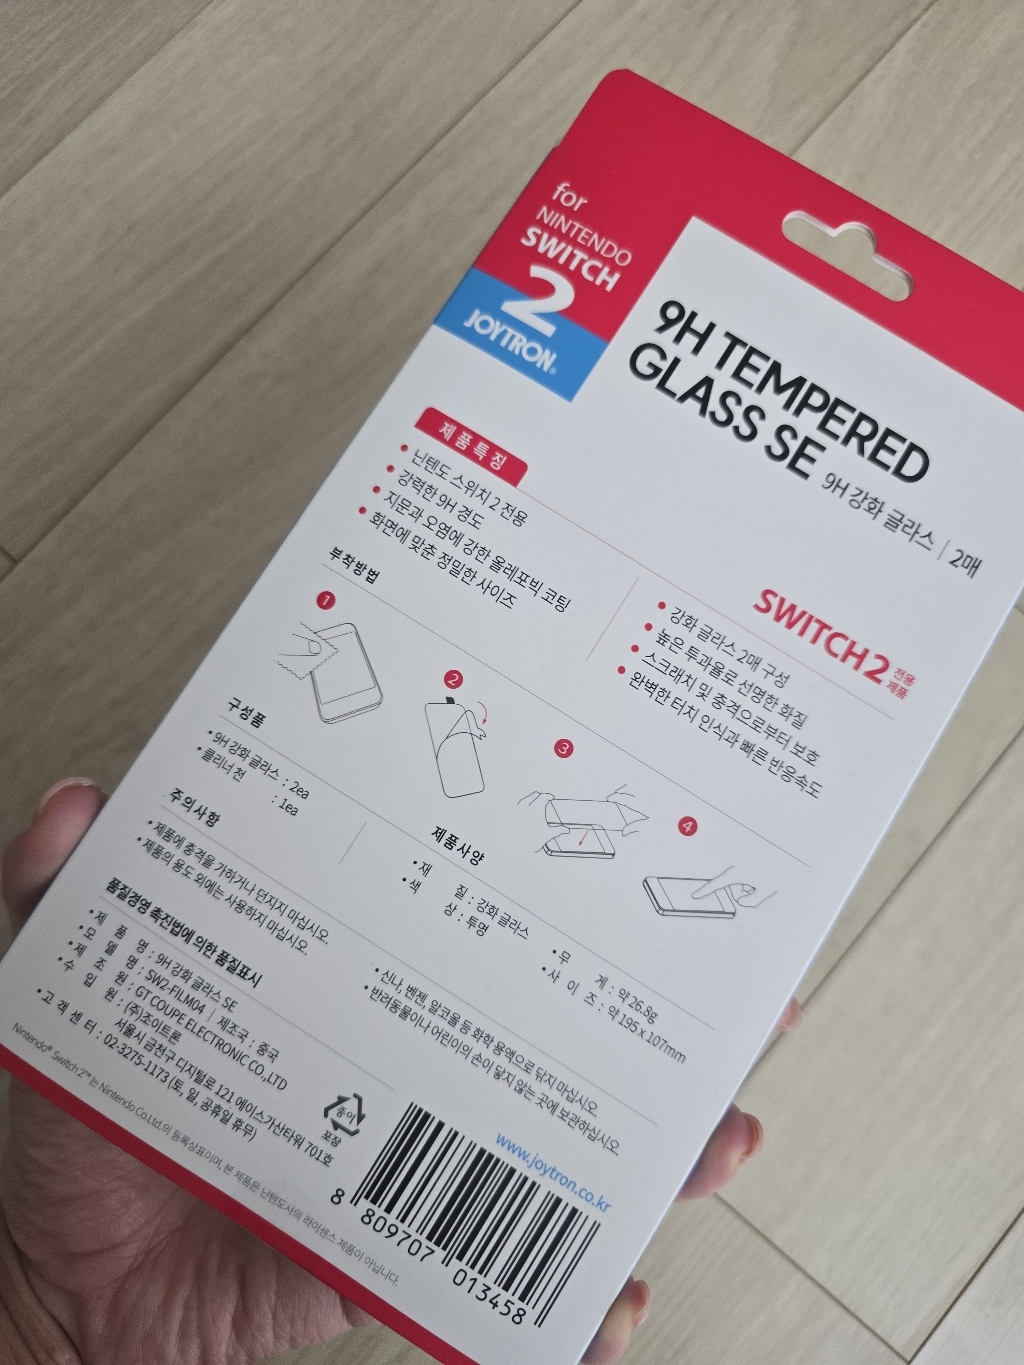 for
NINTENDO
SWITCH
2
JOYTRON®
9H TEMPERED
GLASS SE 9H 강화 글라스 | 2매
SWITCH2 전용 제품
제품특징
• 닌텐도 스위치 2 전용
• 강력한 9H 경도
• 지문과 오염에 강한 올레포빅 코팅
• 화면에 맞춘 정밀한 사이즈
• 강화 글라스 2매 구성
• 높은 투과율로 선명한 화질
• 스크래치 및 충격으로부터 보호
• 완벽한 터치 인식과 빠른 반응속도
부착방법
1
2
3
4
구성품
• 9H 강화 글라스 : 2ea
• 클리너 천 : 1ea
제품사양
• 재 질 : 강화 글라스
• 색 상 : 투명
• 무 게 : 약 26.8g
• 사 이 즈 : 약 195 x 107mm
주의사항
• 제품에 충격을 가하거나 던지지 마십시오.
• 제품의 용도 외에는 사용하지 마십시오.
• 신나, 벤젠, 알코올 등 화학 용액으로 닦지 마십시오.
• 반려동물이나 어린이의 손이 닿지 않는 곳에 보관하십시오.
품질경영 촉진법에 의한 품질표시
• 제 품 명 : 9H 강화 글라스 SE
• 모 델 명 : SW2-FILM04 | 제조국 : 중국
• 제 조 원 : GT COUPE ELECTRONIC CO.,LTD
• 수 입 원 : (주)조이트론
서울시 금천구 디지털로 121 에이스가산타워 701호
• 고 객 센 터 : 02-3275-1173 (토, 일, 공휴일 휴무)
종이
포장
www.joytron.co.kr
8 809707 013458
Nintendo® Switch 2™는 Nintendo Co.Ltd.의 등록상표이며, 본 제품은 닌텐도사의 라이센스 제품이 아닙니다.